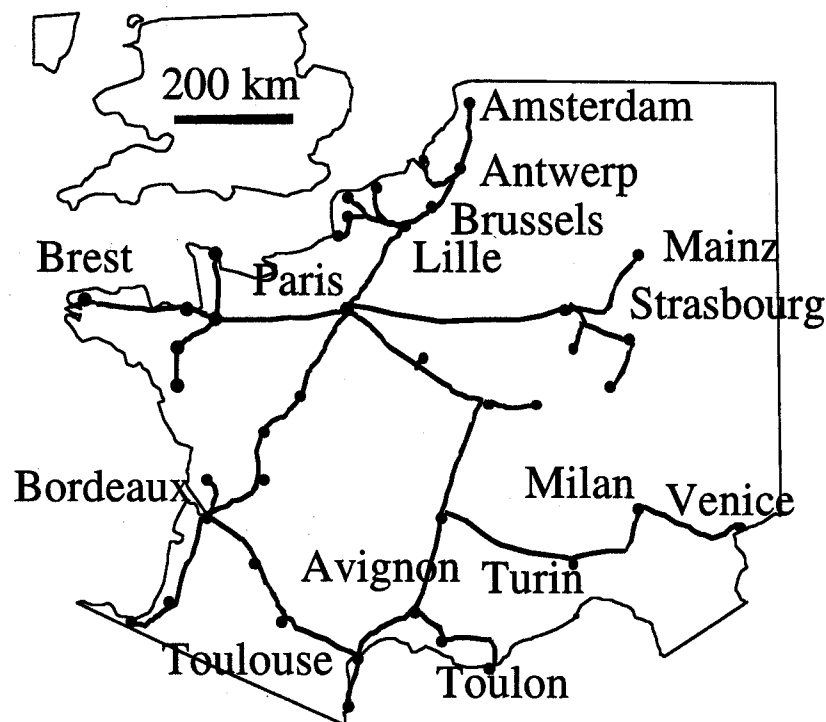 200 km
Amsterdam
Antwerp
Brussels
Lille
Brest
Paris
Mainz
Strasbourg
Bordeaux
Milan
Venice
Avignon
Turin
Toulouse
Toulon